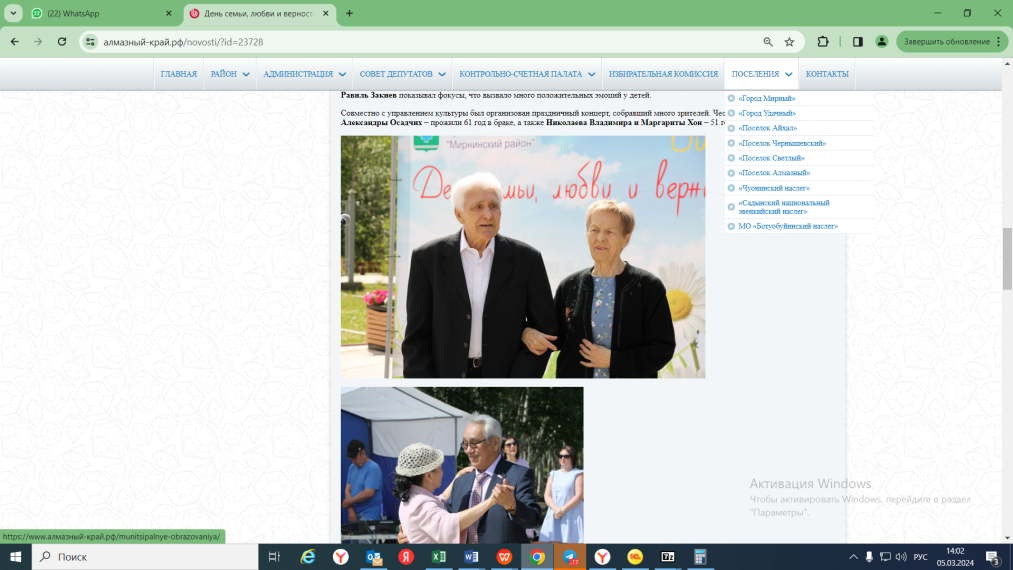 (22) WhatsApp
День семьи, любви и верност
алмазный-край.рф/novosti/?id=23728
Завершить обновление
ГЛАВНАЯ РАЙОН АДМИНИСТРАЦИЯ СОВЕТ ДЕПУТАТОВ КОНТРОЛЬНО-СЧЕТНАЯ ПАЛАТА ИЗБИРАТЕЛЬНАЯ КОМИССИЯ ПОСЕЛЕНИЯ КОНТАКТЫ
«Город Мирный»
«Город Удачный»
«Поселок Айхал»
«Поселок Чернышевский»
«Поселок Светлый»
«Поселок Алмазный»
«Чуонинский наслег»
«Садынский национальный
эвенкийский наслег»
МО «Ботуобуйинский наслег»
Равиль Закиев показывал фокусы, что вызвало много положительных эмоций у детей.
Совместно с управлением культуры был организован праздничный концерт, собравший много зрителей. Чес
Александры Осадчих – прожили 61 год в браке, а также Николаева Владимира и Маргариты Хон – 51 г
"Мирнинский район"
Де мьи, любви и верн
Активация Windows
Чтобы активировать Windows, перейдите в раздел
"Параметры".
https://www.алмазный-край.рф/munitsipalnye-obrazovaniya/
Поиск
17
РУС
14:02
05.03.2024
3